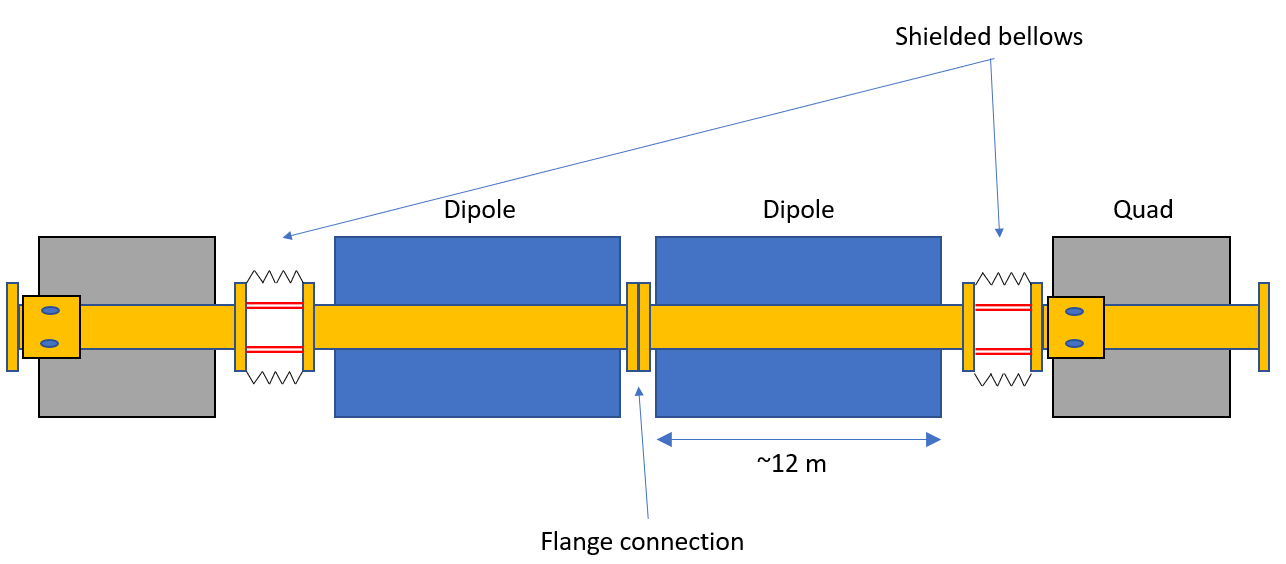 Shielded bellows
Dipole
Dipole
Quad
~12 m
Flange connection